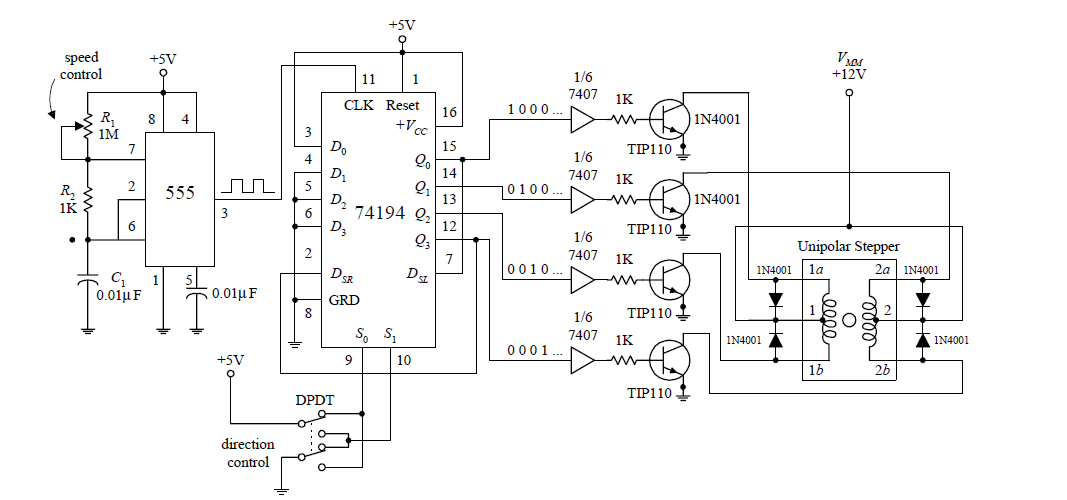 speed
control
+5V
R1
1M
8
4
7
R2
1K
2
6
555
3
C1
0.01µF
1
5
0.01µF
+5V
11
1
CLK
Reset
+VCC
16
3
D0
4
D1
5
D2
6
D3
2
DSR
GRD
8
74194
15
Q0
14
Q1
13
Q2
12
Q3
7
DSL
S0
S1
9
10
+5V
DPDT
direction
control
1 0 0 0 ...
1/6
7407
1K
TIP110
1N4001
0 1 0 0 ...
1/6
7407
1K
TIP110
1N4001
0 0 1 0 ...
1/6
7407
1K
TIP110
0 0 0 1 ...
1/6
7407
1K
TIP110
VMM
+12V
Unipolar Stepper
1N4001
1a
2a
1N4001
1
2
1N4001
1N4001
1b
2b